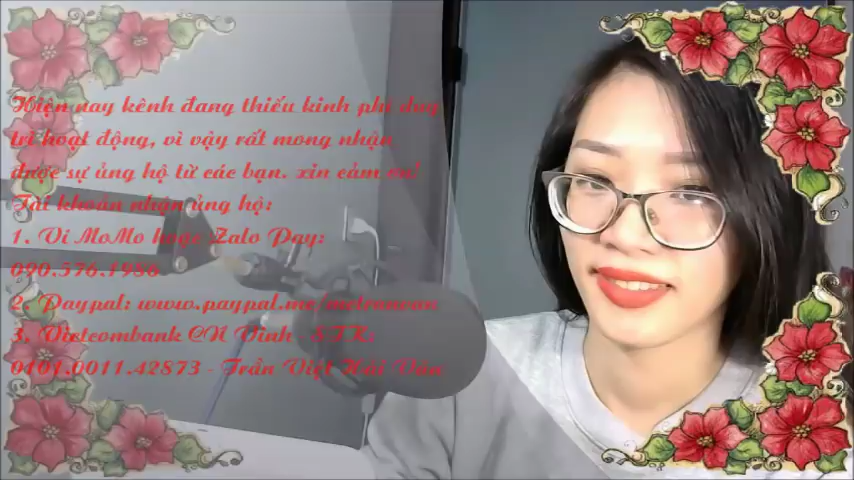 Hiện nay kênh đang thiếu kinh phí duy
trì hoạt động, vì vậy rất mong nhận
được sự ủng hộ từ các bạn. xin cảm ơn!
Tài khoản nhận ủng hộ:
1, Ví MoMo hoặc Zalo Pay:
090.576.1986
2, Paypal: www.paypal.me/
3, Vietcombank CN Vinh - STK:
0101.0011.42873 - Trần Việt Hải Vân